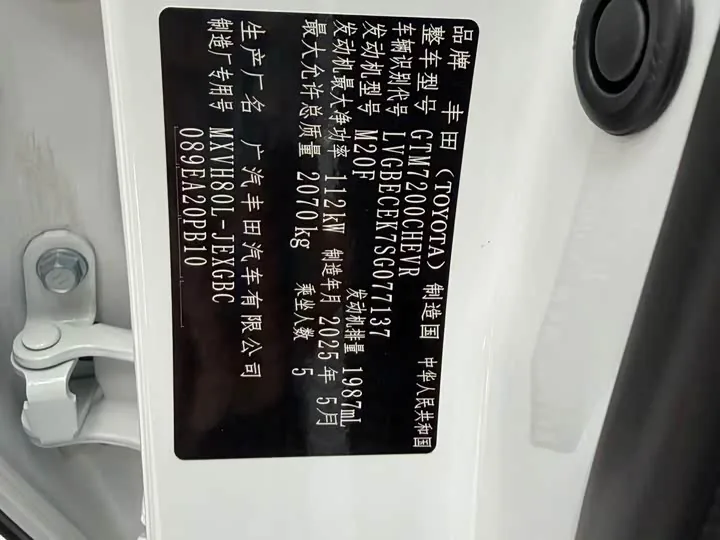 品牌 丰田（TOYOTA） 制造国 中华人民共和国
整车型号 GTM7200CHEVR
车辆识别代号 LVGBECEK7SG077137
发动机型号 M20F 发动机排量 1987mL
发动机最大净功率 112kW 制造年月 2025年5月
最大允许总质量 2070kg 乘坐人数 5
生产厂名 广汽丰田汽车有限公司
制造厂专用号 MXVH80L-JEXGBC
089EA20PB10